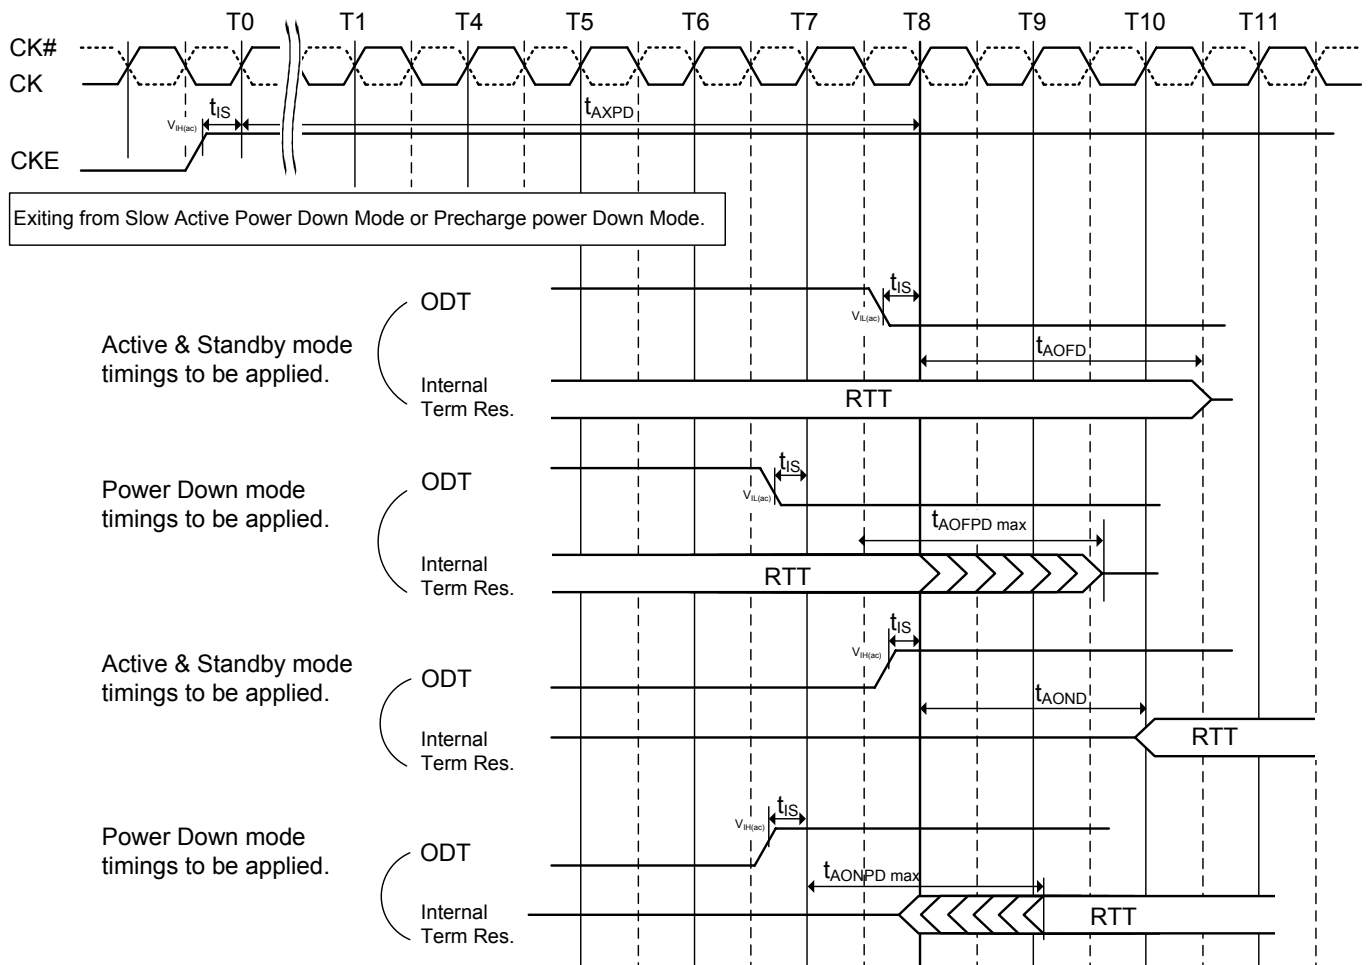 T0 T1 T4 T5 T6 T7 T8 T9 T10 T11
CK#
CK
tIS
tAXPD
VIH(ac)
CKE
Exiting from Slow Active Power Down Mode or Precharge power Down Mode.
ODT
tIS
VIL(ac)
Active & Standby mode
timings to be applied.
tAOFD
Internal
Term Res.
RTT
ODT
tIS
VIL(ac)
Power Down mode
timings to be applied.
tAOFPD max
Internal
Term Res.
RTT
tIS
VIH(ac)
Active & Standby mode
timings to be applied.
ODT
tAOND
Internal
Term Res.
RTT
tIS
VIH(ac)
Power Down mode
timings to be applied.
ODT
tAONPD max
Internal
Term Res.
RTT